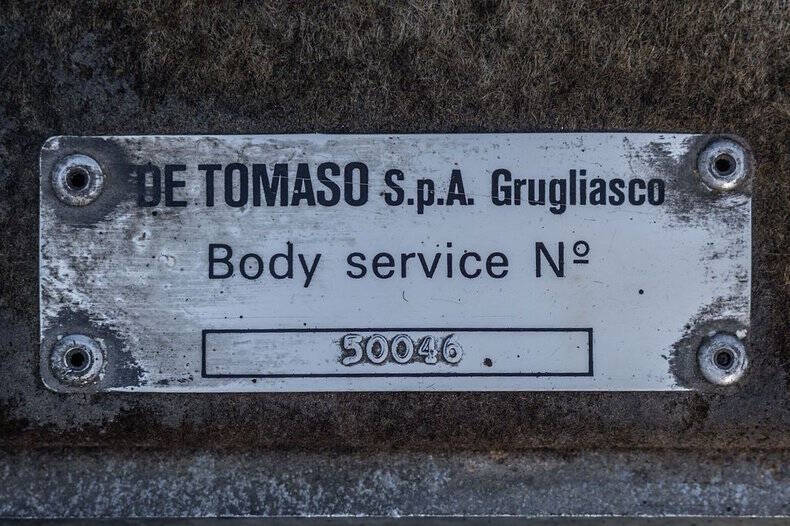 DE TOMASO S.p.A. Grugliasco
Body service Nº
50046